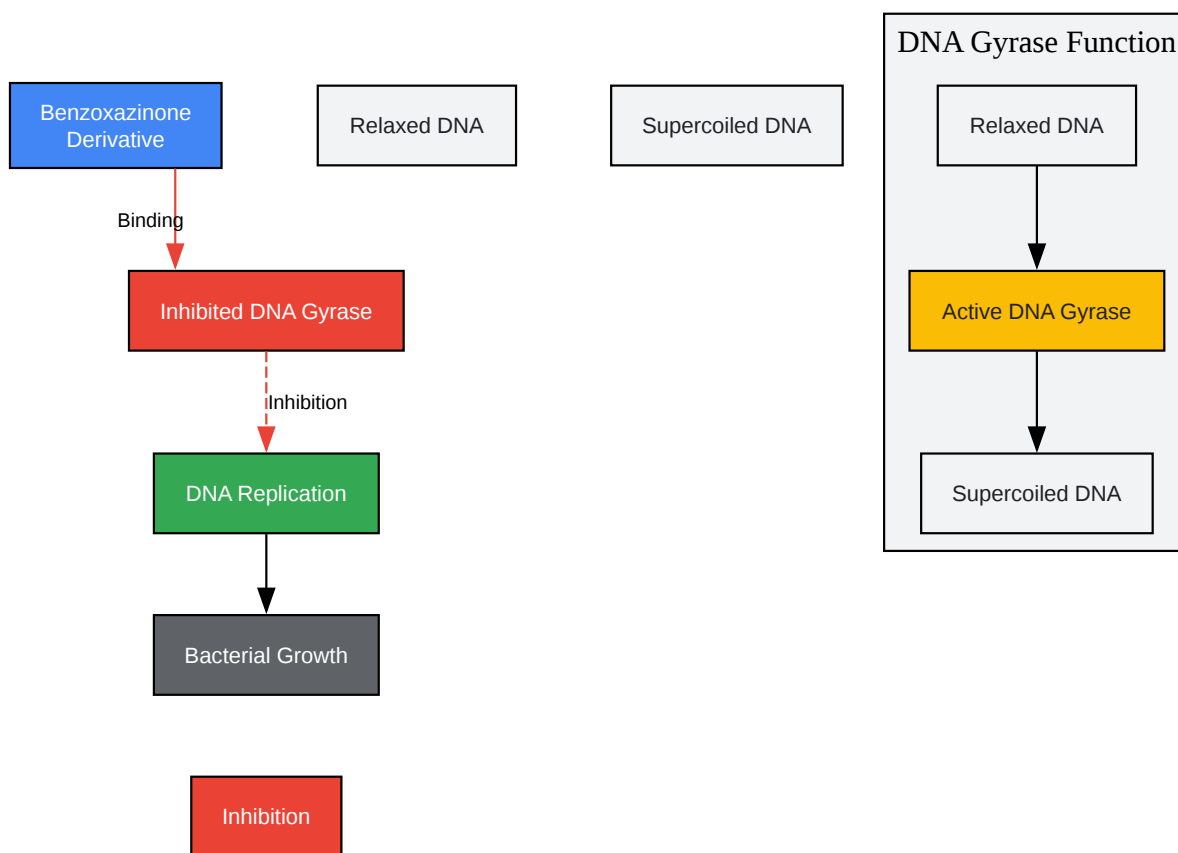 DNA Gyrase Function
Benzoxazinone
Derivative
Relaxed DNA
Supercoiled DNA
Relaxed DNA
Binding
Inhibited DNA Gyrase
Active DNA Gyrase
Inhibition
DNA Replication
Supercoiled DNA
Bacterial Growth
Inhibition